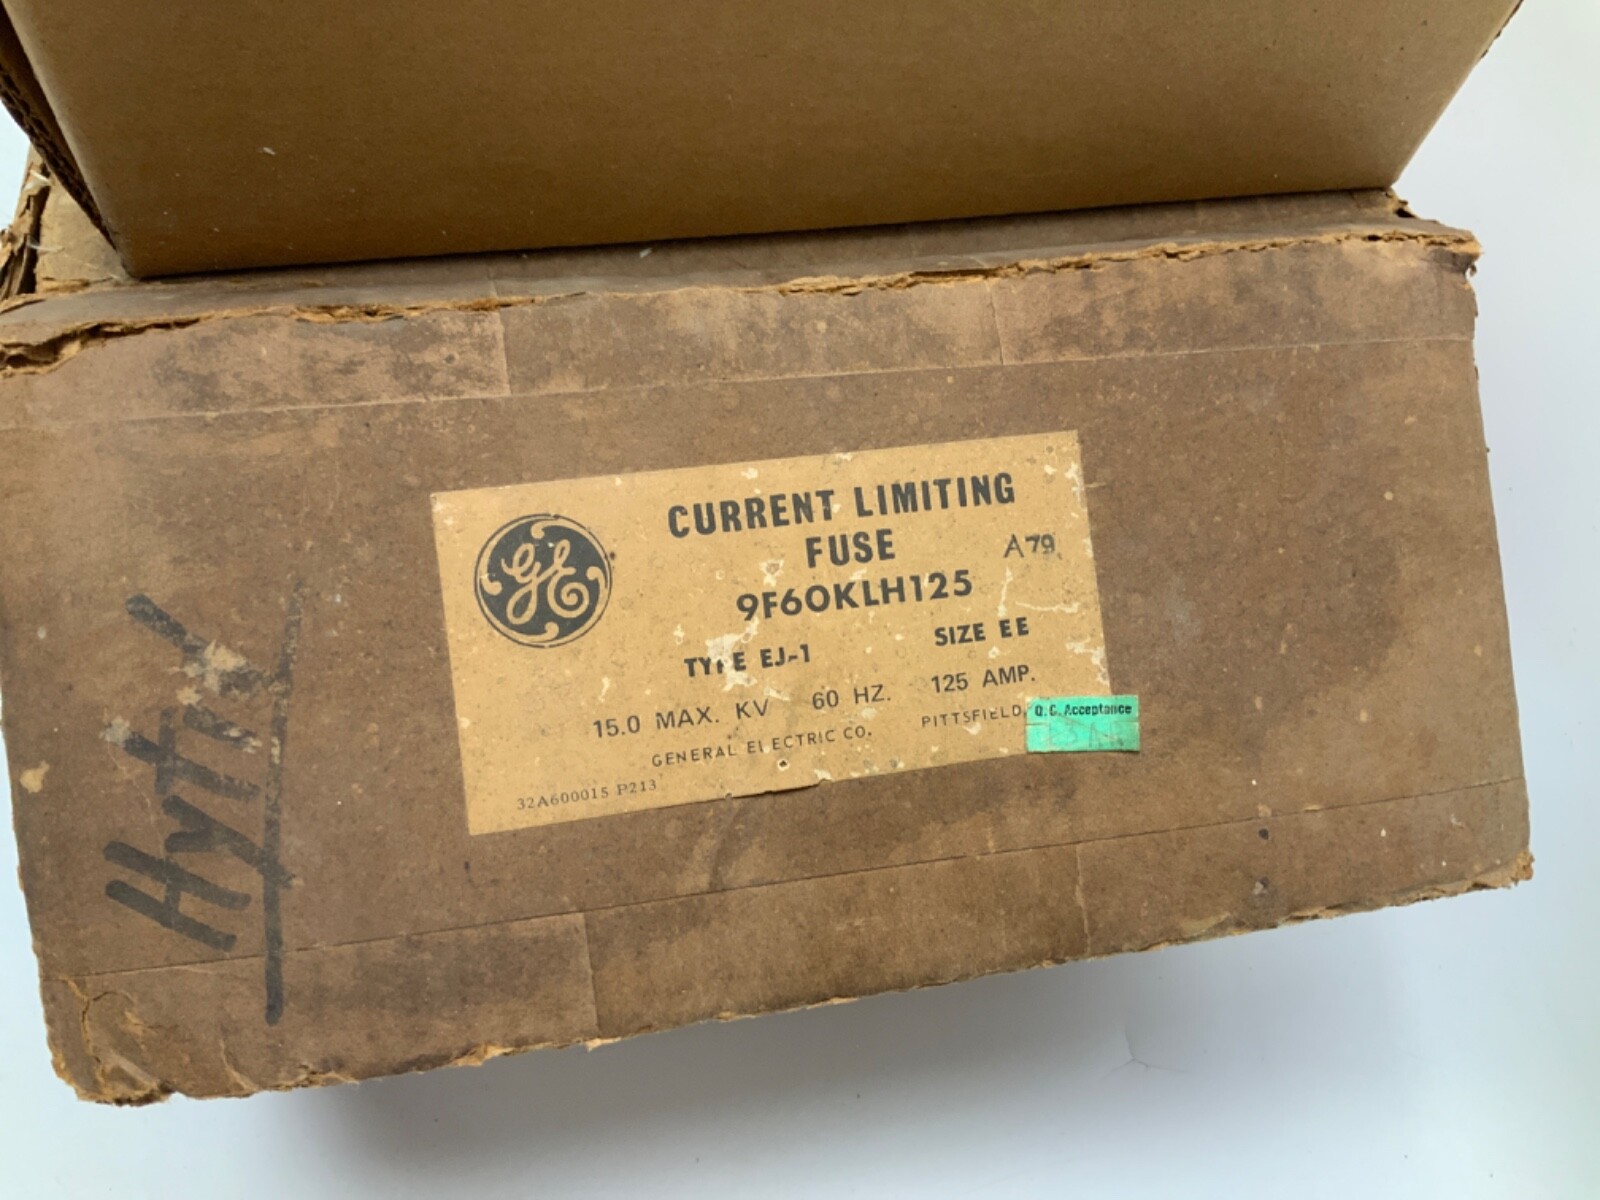 GE
CURRENT LIMITING
FUSE
A79
9F60KLH125
TYPE EJ-1 SIZE EE
15.0 MAX. KV 60 HZ. 125 AMP.
GENERAL ELECTRIC CO. PITTSFIELD,
Q.C. Acceptance
32A600015 P213